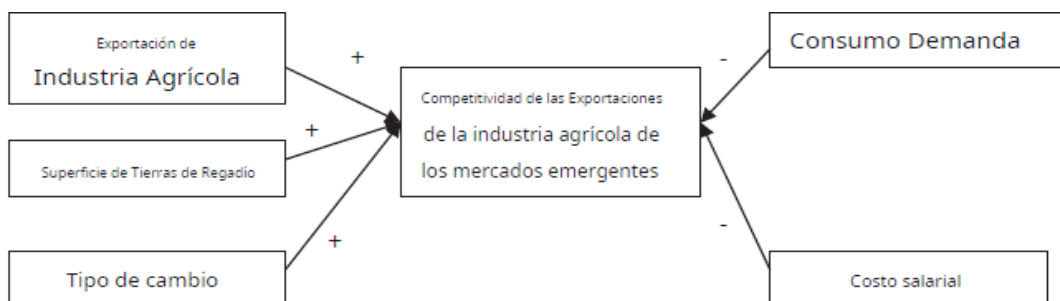 Exportación de
Industria Agrícola
+
Superficie de Tierras de Regadío
+
Tipo de cambio
+
Competitividad de las Exportaciones
de la industria agrícola de
los mercados emergentes
-
Consumo Demanda
-
Costo salarial